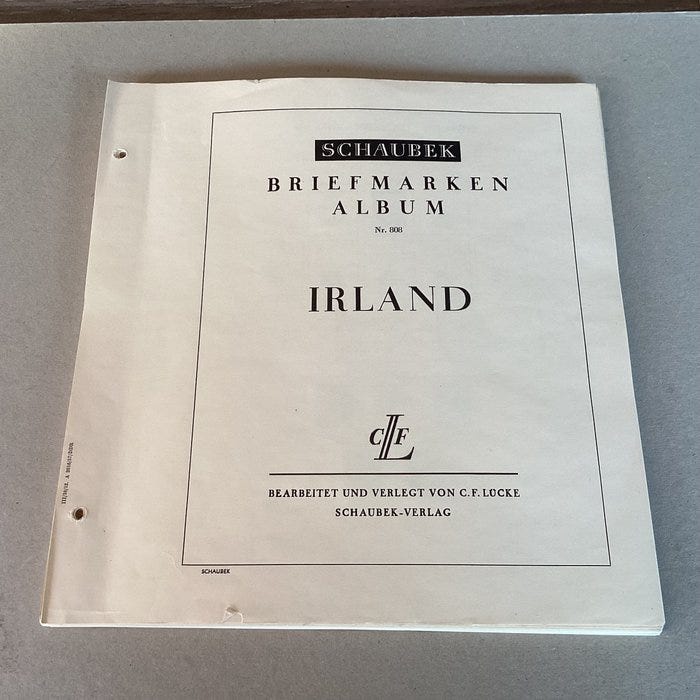 SCHAUBEK
BRIEFMARKEN
ALBUM
Nr. 808
IRLAND
CLF
BEARBEITET UND VERLEGT VON C.F. LÜCKE
SCHAUBEK-VERLAG
SCHAUBEK